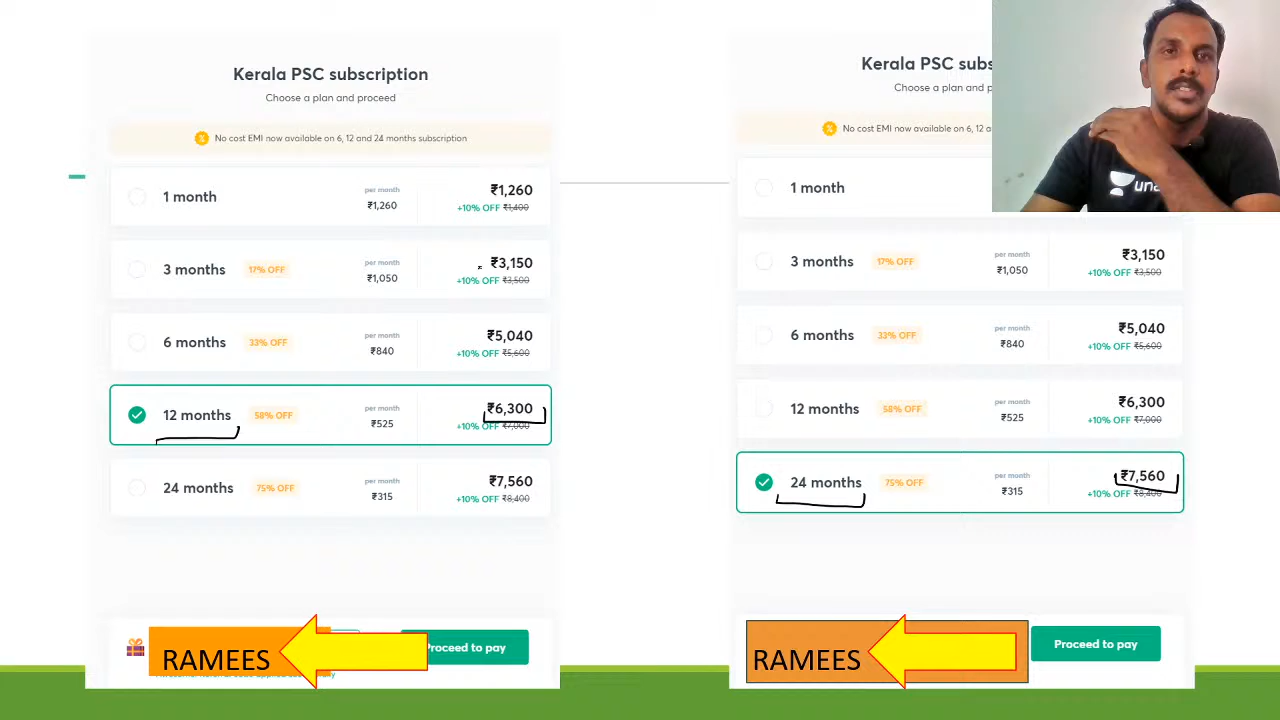 Kerala PSC subscription
Choose a plan and proceed
No cost EMI now available on 6, 12 and 24 months subscription
1 month per month ₹1,260 ₹1,260 +10% OFF ₹1,400
3 months 17% OFF per month ₹1,050 ₹3,150 +10% OFF ₹3,500
6 months 33% OFF per month ₹840 ₹5,040 +10% OFF ₹5,600
12 months 58% OFF per month ₹525 ₹6,300 +10% OFF ₹7,000
24 months 75% OFF per month ₹315 ₹7,560 +10% OFF ₹8,400
RAMEES
Proceed to pay
Kerala PSC subs
Choose a plan and p
No cost EMI now available on 6, 12 a
1 month
3 months 17% OFF per month ₹1,050 ₹3,150 +10% OFF ₹3,500
6 months 33% OFF per month ₹840 ₹5,040 +10% OFF ₹5,600
12 months 58% OFF per month ₹525 ₹6,300 +10% OFF ₹7,000
24 months 75% OFF per month ₹315 ₹7,560 +10% OFF ₹8,400
RAMEES
Proceed to pay
una